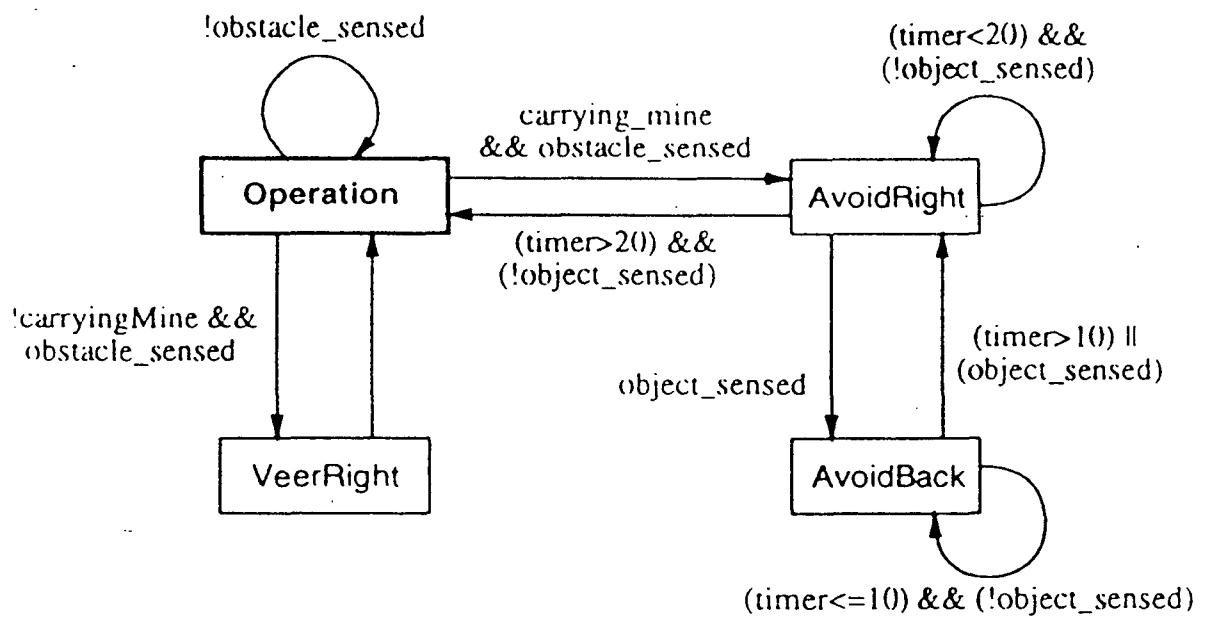 !obstacle_sensed
(timer<20) &&
(!object_sensed)
carrying_mine
&& obstacle_sensed
Operation
AvoidRight
(timer>20) &&
(!object_sensed)
!carryingMine &&
obstacle_sensed
(timer>10) ||
(object_sensed)
object_sensed
VeerRight
AvoidBack
(timer<=10) && (!object_sensed)